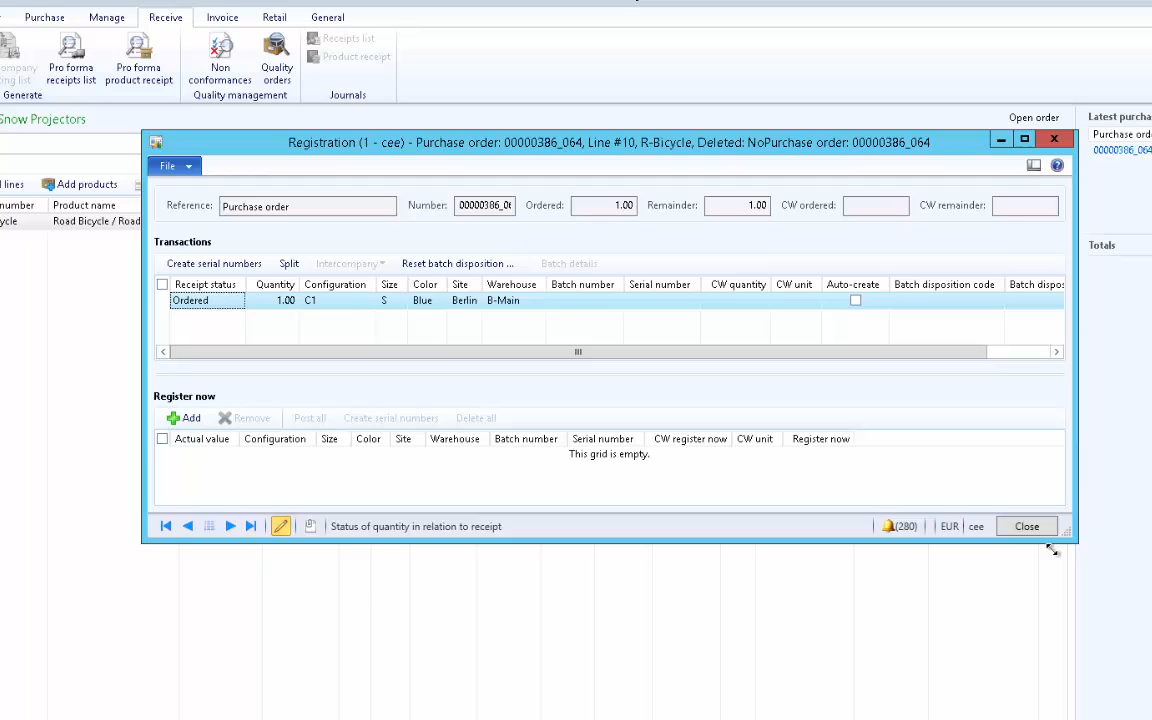 Purchase Manage Receive Invoice Retail General
Receipts list
Product receipt
Pro forma receipts list
Pro forma product receipt
Non conformances
Quality orders
Generate Quality management Journals
Snow Projectors
Open order
Latest purcha
Purchase ord
00000386_064
Totals
lines Add products
number Product name
ycle Road Bicycle / Road
Registration (1 - cee) - Purchase order: 00000386_064, Line #10, R-Bicycle, Deleted: NoPurchase order: 00000386_064
File
Reference: Purchase order Number: 00000386_06 Ordered: 1.00 Remainder: 1.00 CW ordered: CW remainder:
Transactions
Create serial numbers Split Intercompany Reset batch disposition ... Batch details
Receipt status Quantity Configuration Size Color Site Warehouse Batch number Serial number CW quantity CW unit Auto-create Batch disposition code Batch dispos
Ordered 1.00 C1 S Blue Berlin B-Main
Register now
Add Remove Post all Create serial numbers Delete all
Actual value Configuration Size Color Site Warehouse Batch number Serial number CW register now CW unit Register now
This grid is empty.
Status of quantity in relation to receipt (280) EUR cee Close